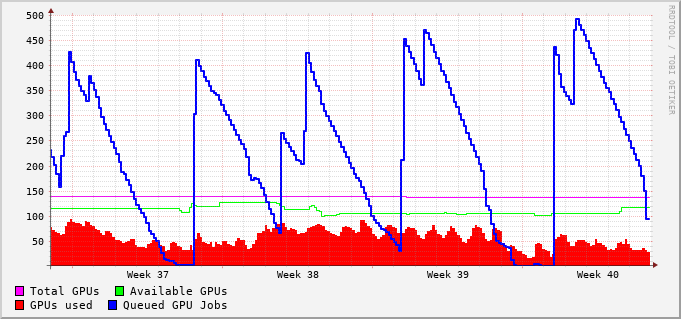 500
450
400
350
300
250
200
150
100
50
Week 37 Week 38 Week 39 Week 40
Total GPUs Available GPUs
GPUs used Queued GPU Jobs
RRDTOOL / TOBI OETIKER